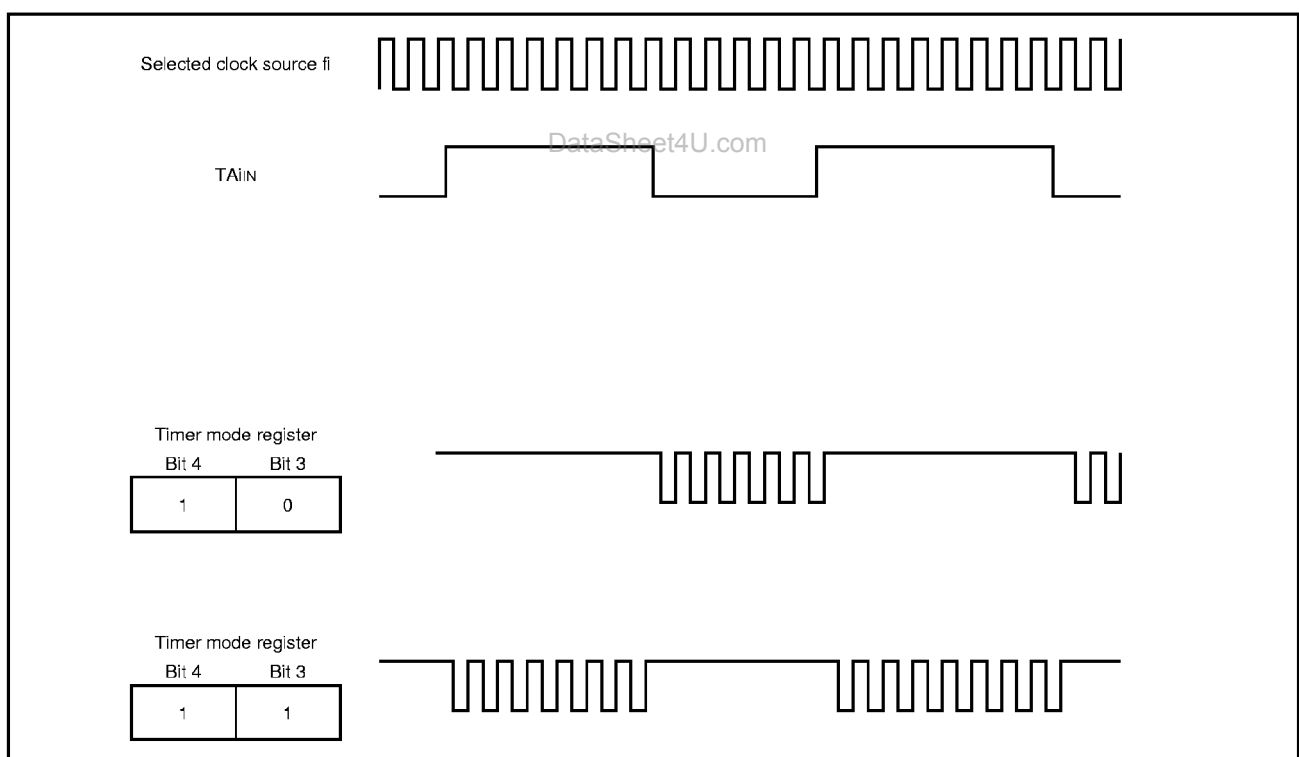 Selected clock source fi
DataSheet4U.com
TAiIN
Timer mode register
Bit 4 Bit 3
1 0
Timer mode register
Bit 4 Bit 3
1 1